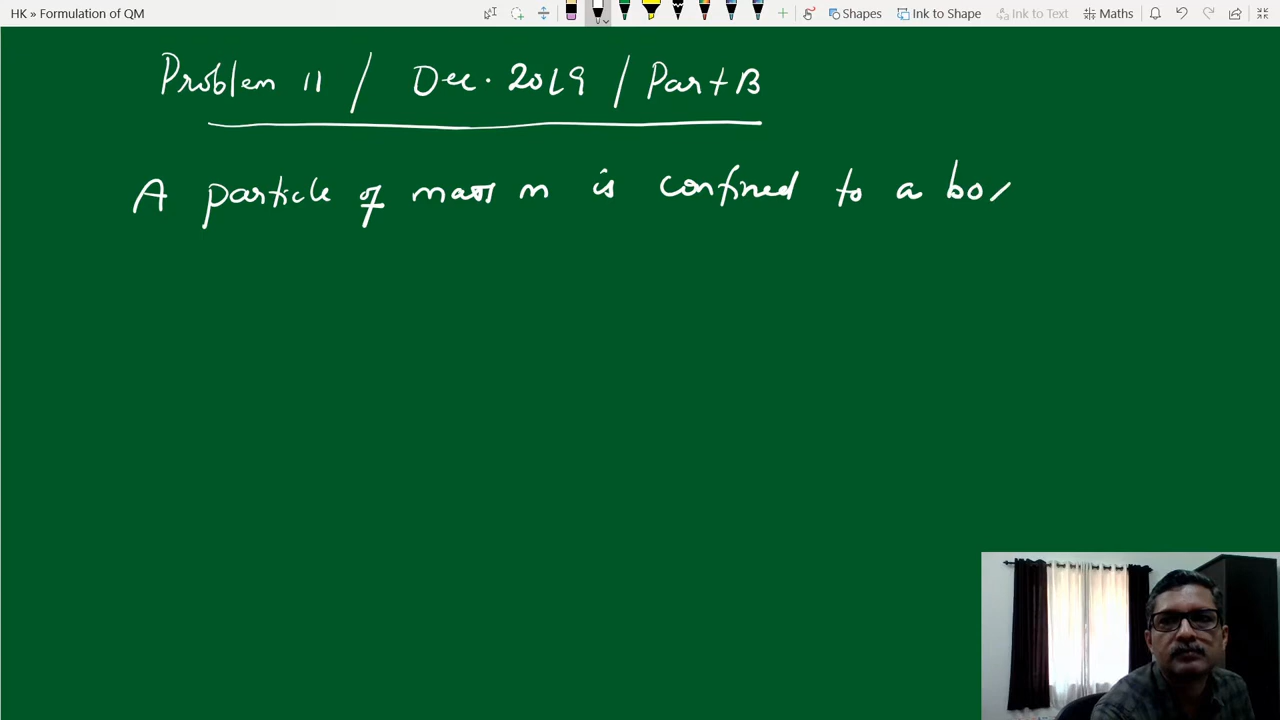 HK » Formulation of QM
Shapes Ink to Shape Ink to Text Maths
Problem 11 / Dec. 2019 / Part B
A particle of mass m is confined to a bo